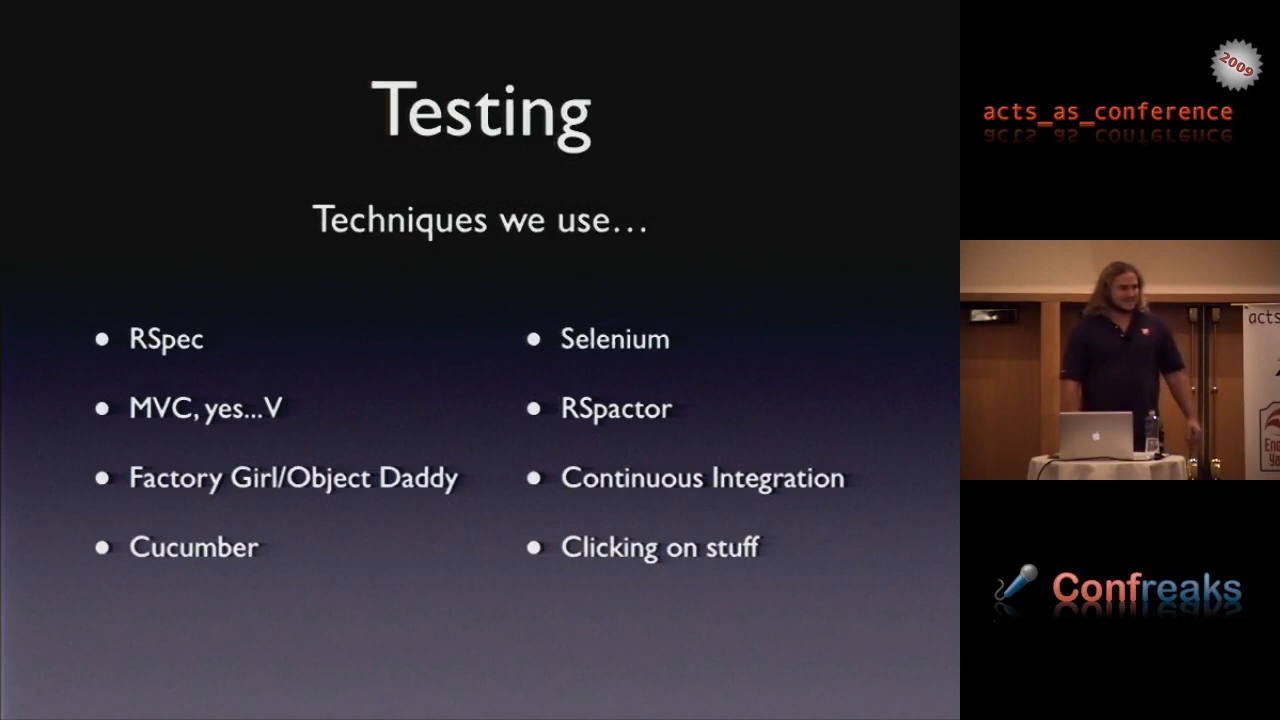 Testing
Techniques we use…
• RSpec
• MVC, yes...V
• Factory Girl/Object Daddy
• Cucumber
• Selenium
• RSpactor
• Continuous Integration
• Clicking on stuff
2009
acts_as_conference
acts
Confreaks